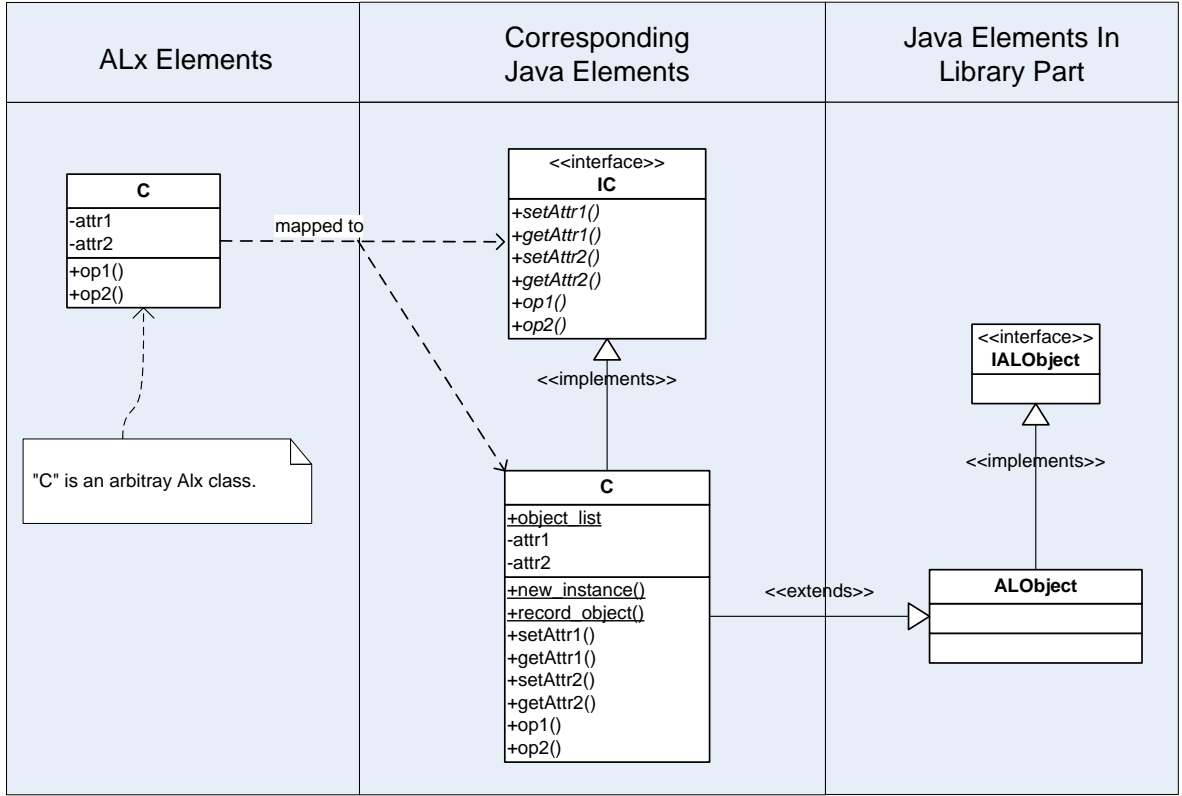 ALx Elements
Corresponding
Java Elements
Java Elements In
Library Part
C
-attr1
-attr2
+op1()
+op2()
"C" is an arbitray Alx class.
mapped to
<<interface>>
IC
+setAttr1()
+getAttr1()
+setAttr2()
+getAttr2()
+op1()
+op2()
<<implements>>
C
+object_list
-attr1
-attr2
+new_instance()
+record_object()
+setAttr1()
+getAttr1()
+setAttr2()
+getAttr2()
+op1()
+op2()
<<extends>>
<<interface>>
IALObject
<<implements>>
ALObject